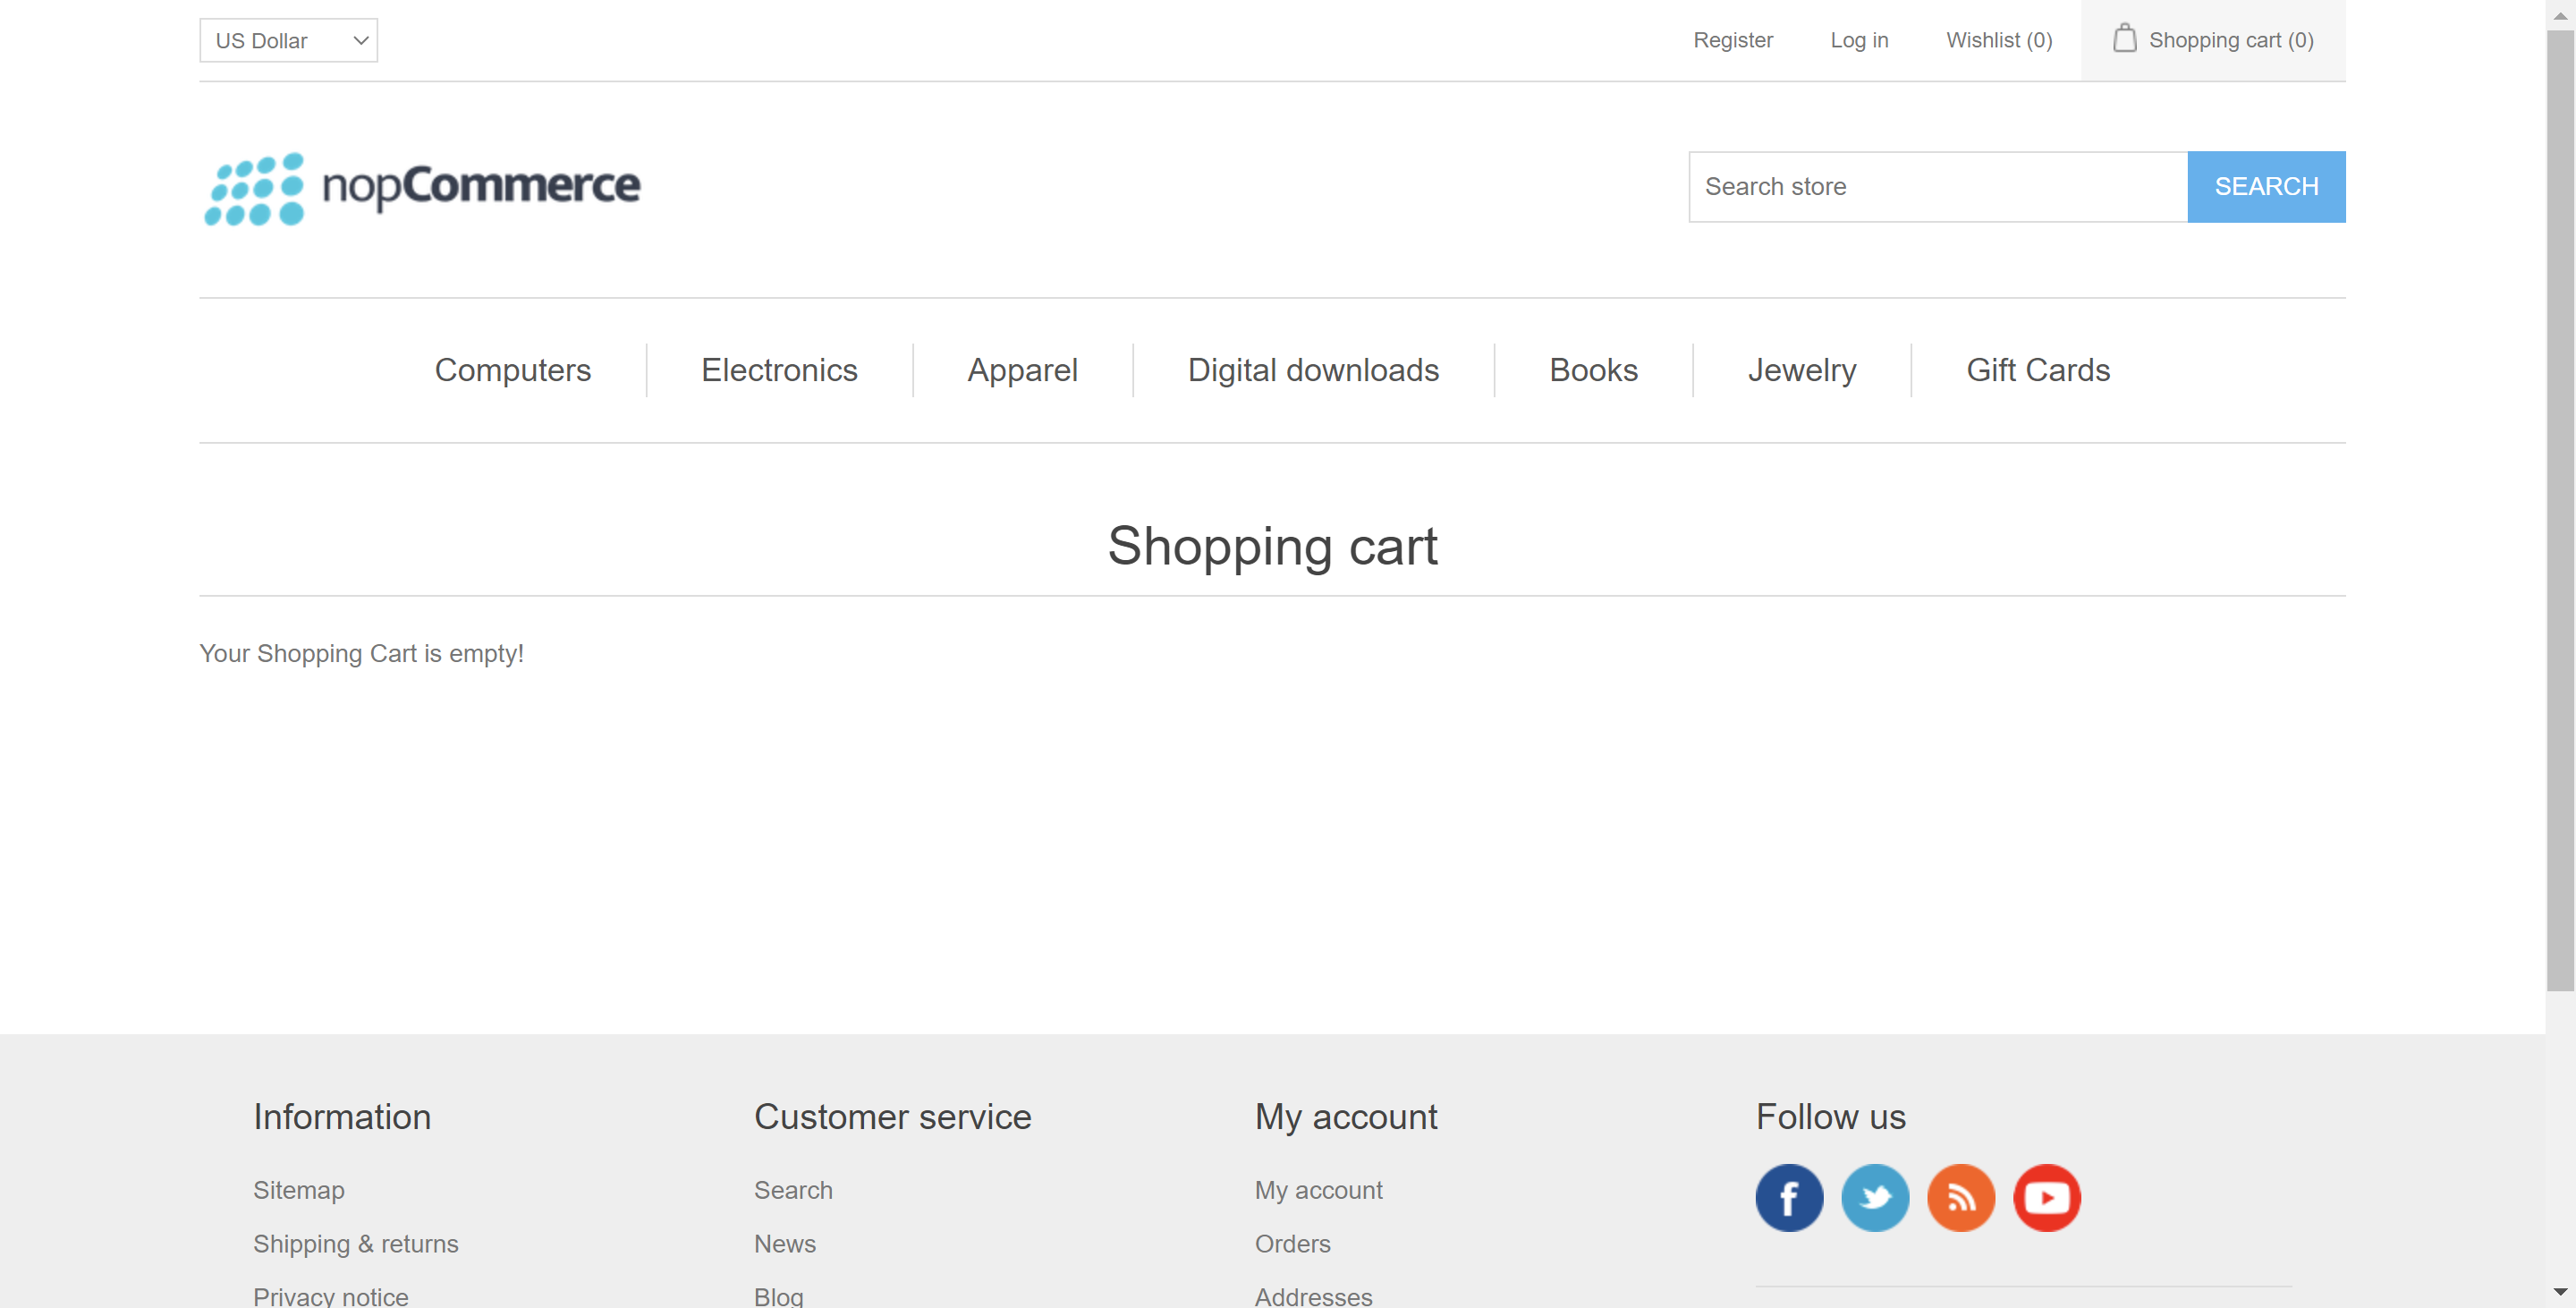 US Dollar
Register
Log in
Wishlist (0)
Shopping cart (0)
nopCommerce
Search store
SEARCH
Computers
Electronics
Apparel
Digital downloads
Books
Jewelry
Gift Cards
Shopping cart
Your Shopping Cart is empty!
Information
Sitemap
Shipping & returns
Privacy notice
Customer service
Search
News
Blog
My account
My account
Orders
Addresses
Follow us